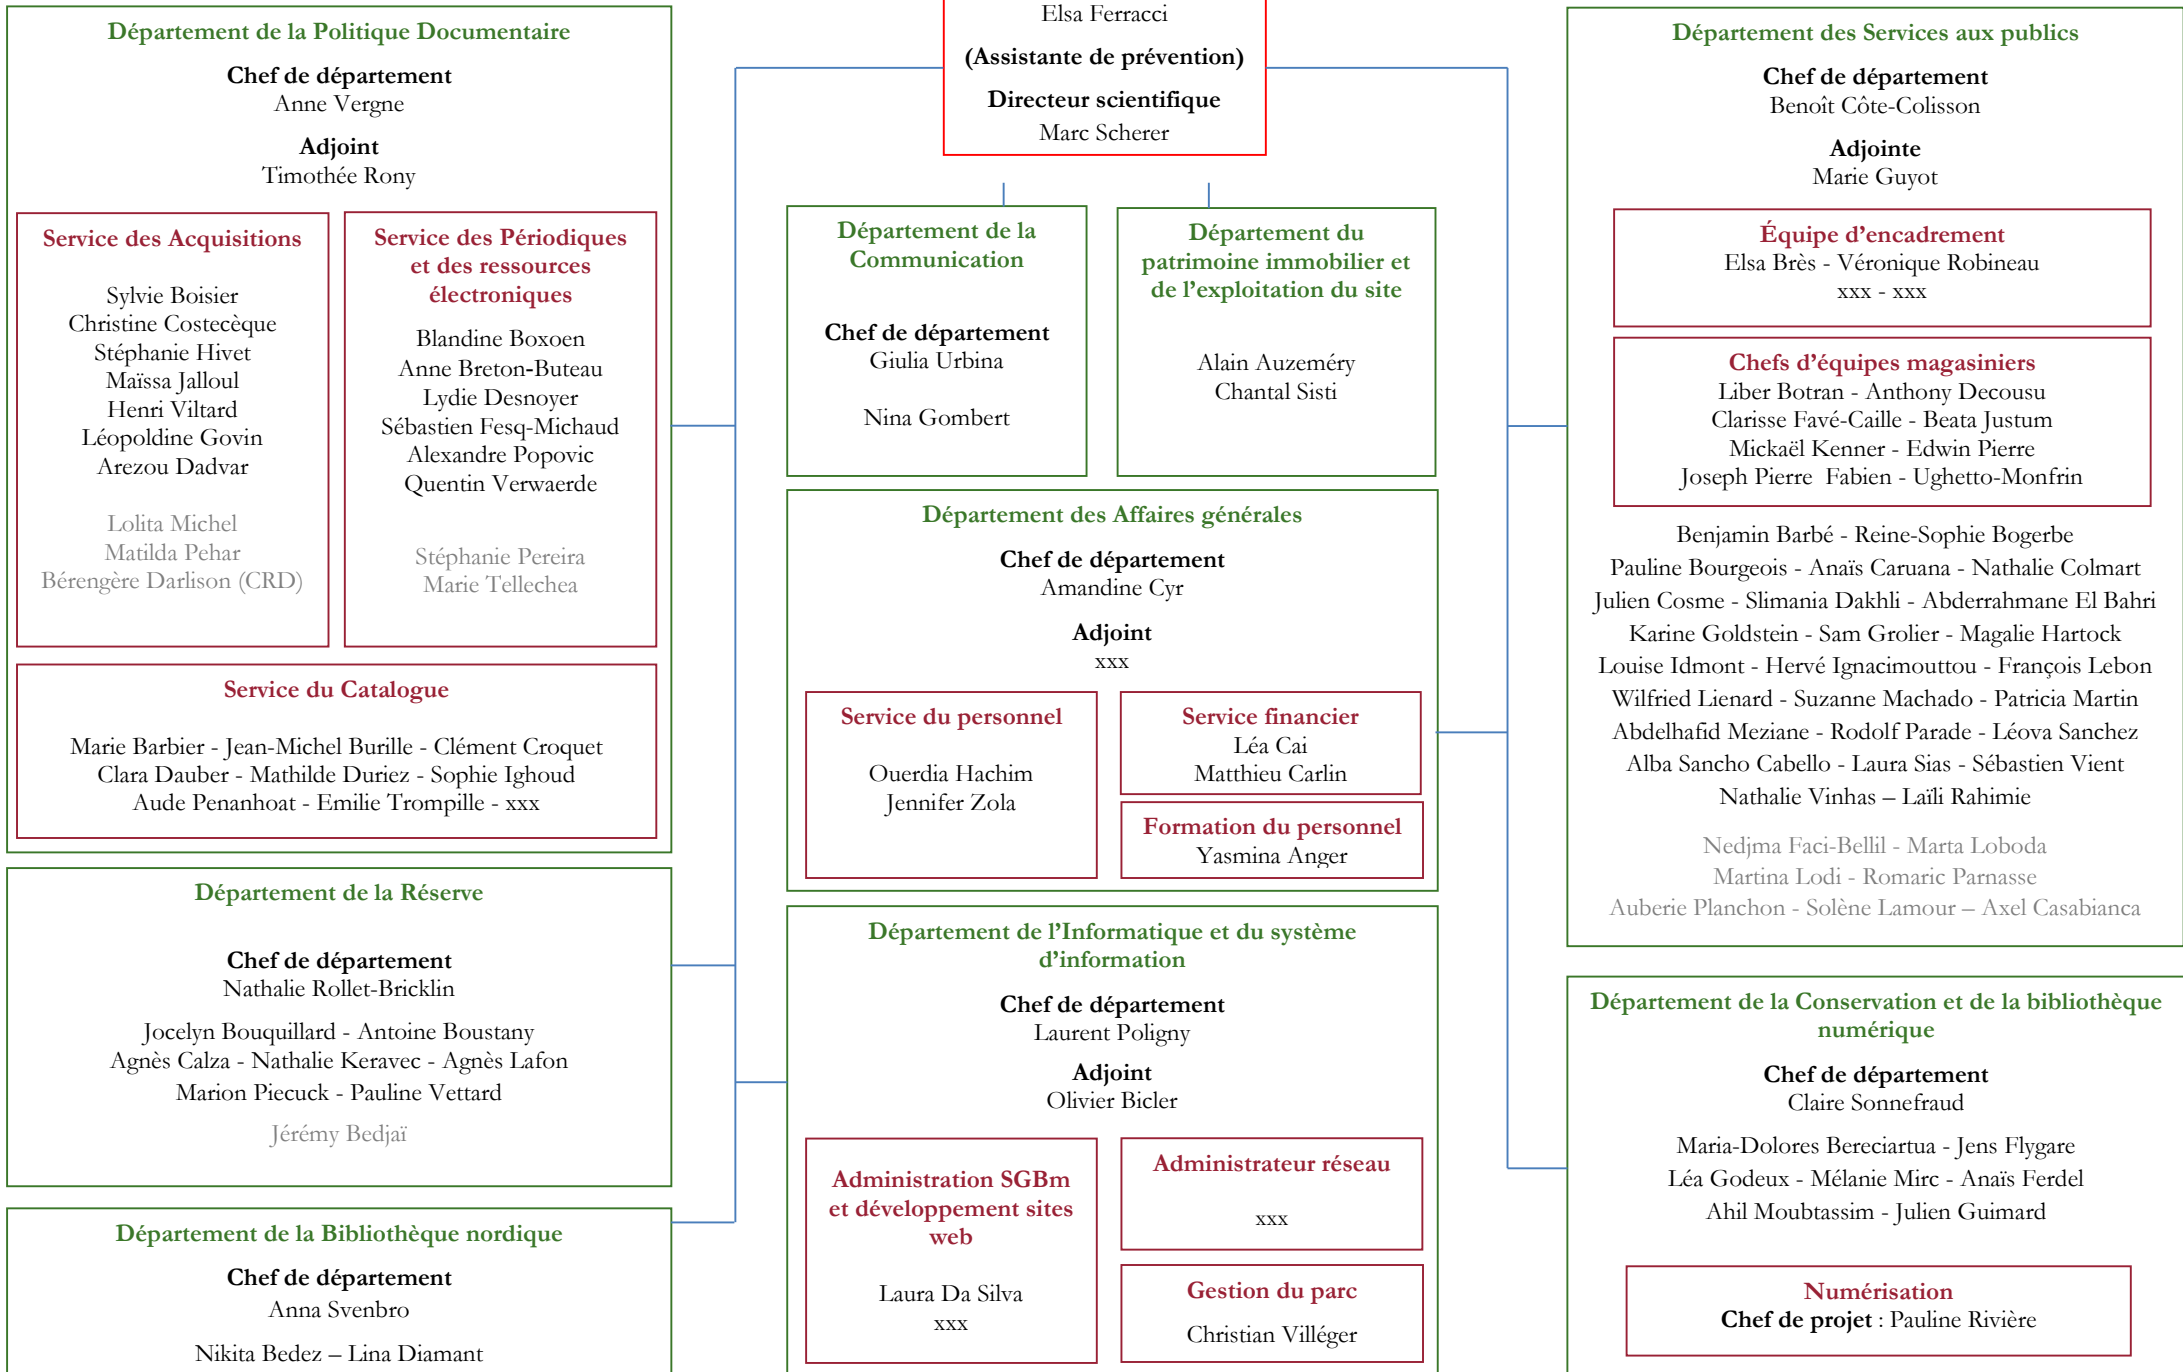 Département de la Politique Documentaire
Chef de département
Anne Vergne
Adjoint
Timothée Rony
Service des Acquisitions
Sylvie Boisier
Christine Costecèque
Stéphanie Hivet
Maïssa Jalloul
Henri Viltard
Léopoldine Govin
Arezou Dadvar
Lolita Michel
Matilda Pehar
Bérengère Darlison (CRD)
Service des Périodiques
et des ressources
électroniques
Blandine Boxoen
Anne Breton-Buteau
Lydie Desnoyer
Sébastien Fesq-Michaud
Alexandre Popovic
Quentin Verwaerde
Stéphanie Pereira
Marie Tellechea
Service du Catalogue
Marie Barbier - Jean-Michel Burille - Clément Croquet
Clara Dauber - Mathilde Duriez - Sophie Ighoud
Aude Penanhoat - Emilie Trompille - xxx
Département de la Réserve
Chef de département
Nathalie Rollet-Bricklin
Jocelyn Bouquillard - Antoine Boustany
Agnès Calza - Nathalie Keravec - Agnès Lafon
Marion Piecuck - Pauline Vettard
Jérémy Bedjaï
Département de la Bibliothèque nordique
Chef de département
Anna Svenbro
Nikita Bedez – Lina Diamant
Elsa Ferracci
(Assistante de prévention)
Directeur scientifique
Marc Scherer
Département de la
Communication
Chef de département
Giulia Urbina
Nina Gombert
Département du
patrimoine immobilier et
de l'exploitation du site
Alain Auzeméry
Chantal Sisti
Département des Affaires générales
Chef de département
Amandine Cyr
Adjoint
xxx
Service du personnel
Ouerdia Hachim
Jennifer Zola
Service financier
Léa Cai
Matthieu Carlin
Formation du personnel
Yasmina Anger
Département de l'Informatique et du système
d'information
Chef de département
Laurent Poligny
Adjoint
Olivier Bicler
Administration SGBm
et développement sites
web
Laura Da Silva
xxx
Administrateur réseau
xxx
Gestion du parc
Christian Villéger
Département des Services aux publics
Chef de département
Benoît Côte-Colisson
Adjointe
Marie Guyot
Équipe d'encadrement
Elsa Brès - Véronique Robineau
xxx - xxx
Chefs d'équipes magasiniers
Liber Botran - Anthony Decousu
Clarisse Favé-Caille - Beata Justum
Mickaël Kenner - Edwin Pierre
Joseph Pierre  Fabien - Ughetto-Monfrin
Benjamin Barbé - Reine-Sophie Bogerbe
Pauline Bourgeois - Anaïs Caruana - Nathalie Colmart
Julien Cosme - Slimania Dakhli - Abderrahmane El Bahri
Karine Goldstein - Sam Grolier - Magalie Hartock
Louise Idmont - Hervé Ignacimouttou - François Lebon
Wilfried Lienard - Suzanne Machado - Patricia Martin
Abdelhafid Meziane - Rodolf Parade - Léova Sanchez
Alba Sancho Cabello - Laura Sias - Sébastien Vient
Nathalie Vinhas – Laïli Rahimie
Nedjma Faci-Bellil - Marta Loboda
Martina Lodi - Romaric Parnasse
Auberie Planchon - Solène Lamour – Axel Casabianca
Département de la Conservation et de la bibliothèque
numérique
Chef de département
Claire Sonnefraud
Maria-Dolores Bereciartua - Jens Flygare
Léa Godeux - Mélanie Mirc - Anaïs Ferdel
Ahil Moubtassim - Julien Guimard
Numérisation
Chef de projet : Pauline Rivière